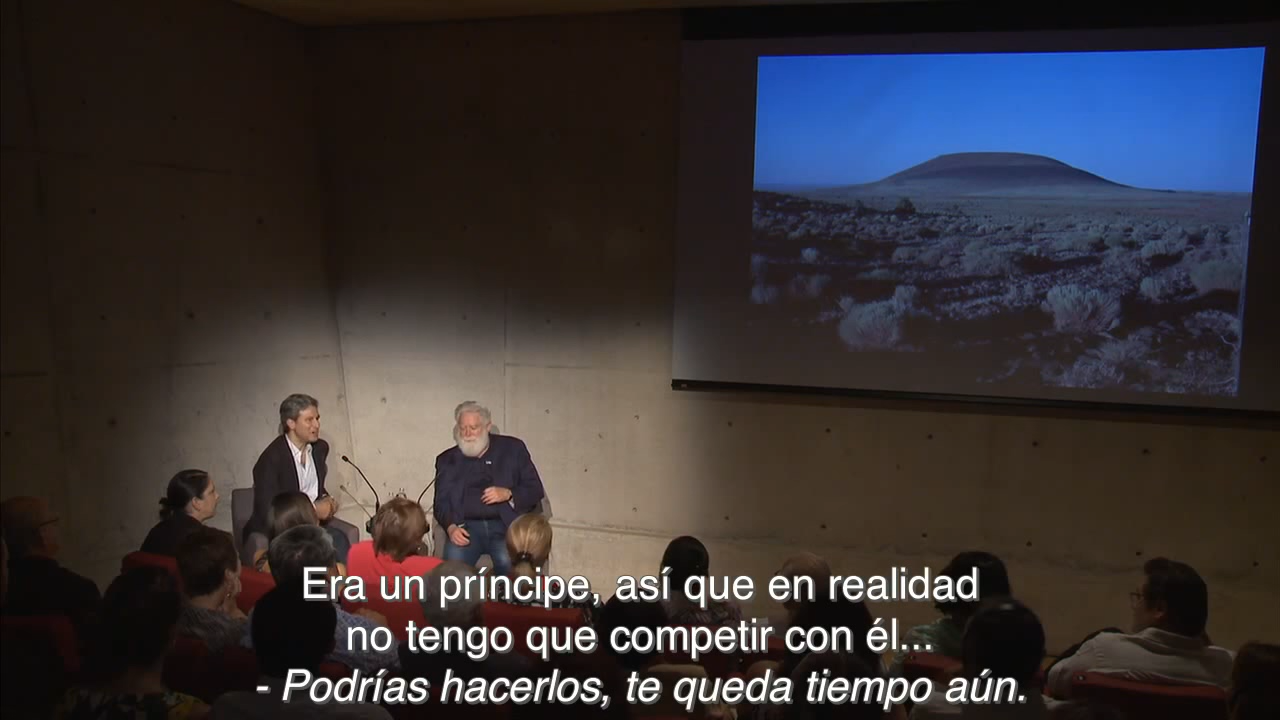 Era un príncipe, así que en realidad
no tengo que competir con él...
- Podrías hacerlos, te queda tiempo aún.